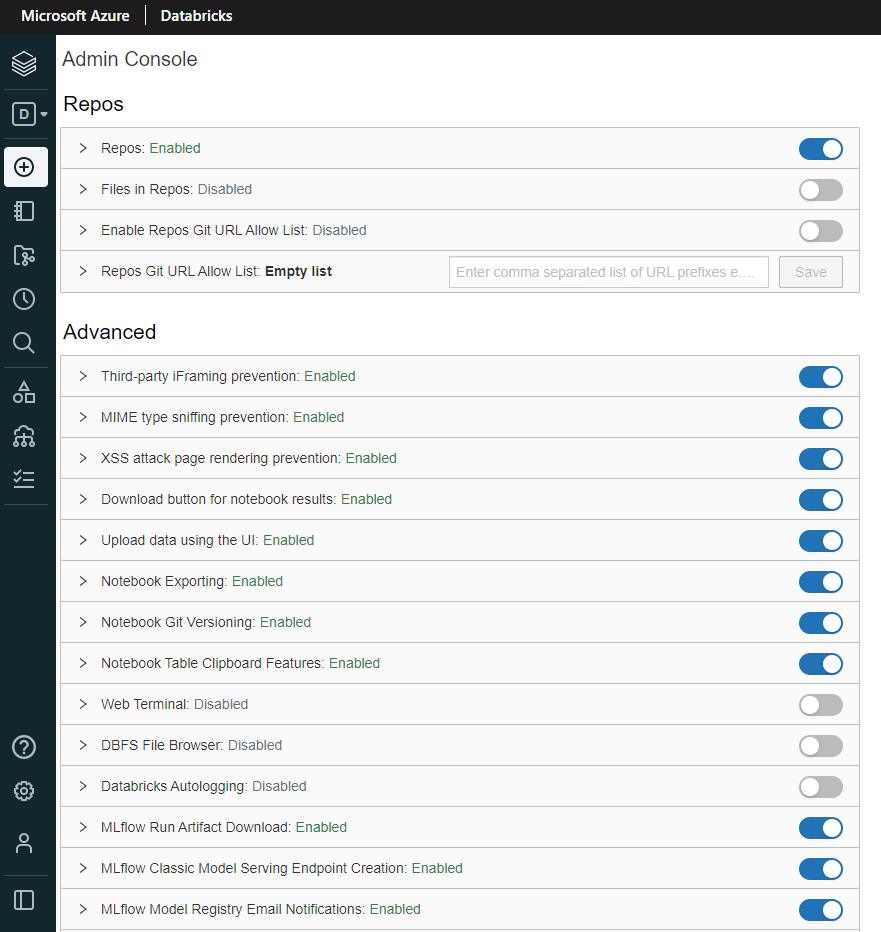 Microsoft Azure Databricks
Admin Console
D
Repos
Repos: Enabled
Files in Repos: Disabled
Enable Repos Git URL Allow List: Disabled
Repos Git URL Allow List: Empty list Enter comma separated list of URL prefixes e.... Save
Advanced
Third-party iFraming prevention: Enabled
MIME type sniffing prevention: Enabled
XSS attack page rendering prevention: Enabled
Download button for notebook results: Enabled
Upload data using the UI: Enabled
Notebook Exporting: Enabled
Notebook Git Versioning: Enabled
Notebook Table Clipboard Features: Enabled
Web Terminal: Disabled
DBFS File Browser: Disabled
Databricks Autologging: Disabled
MLflow Run Artifact Download: Enabled
MLflow Classic Model Serving Endpoint Creation: Enabled
MLflow Model Registry Email Notifications: Enabled